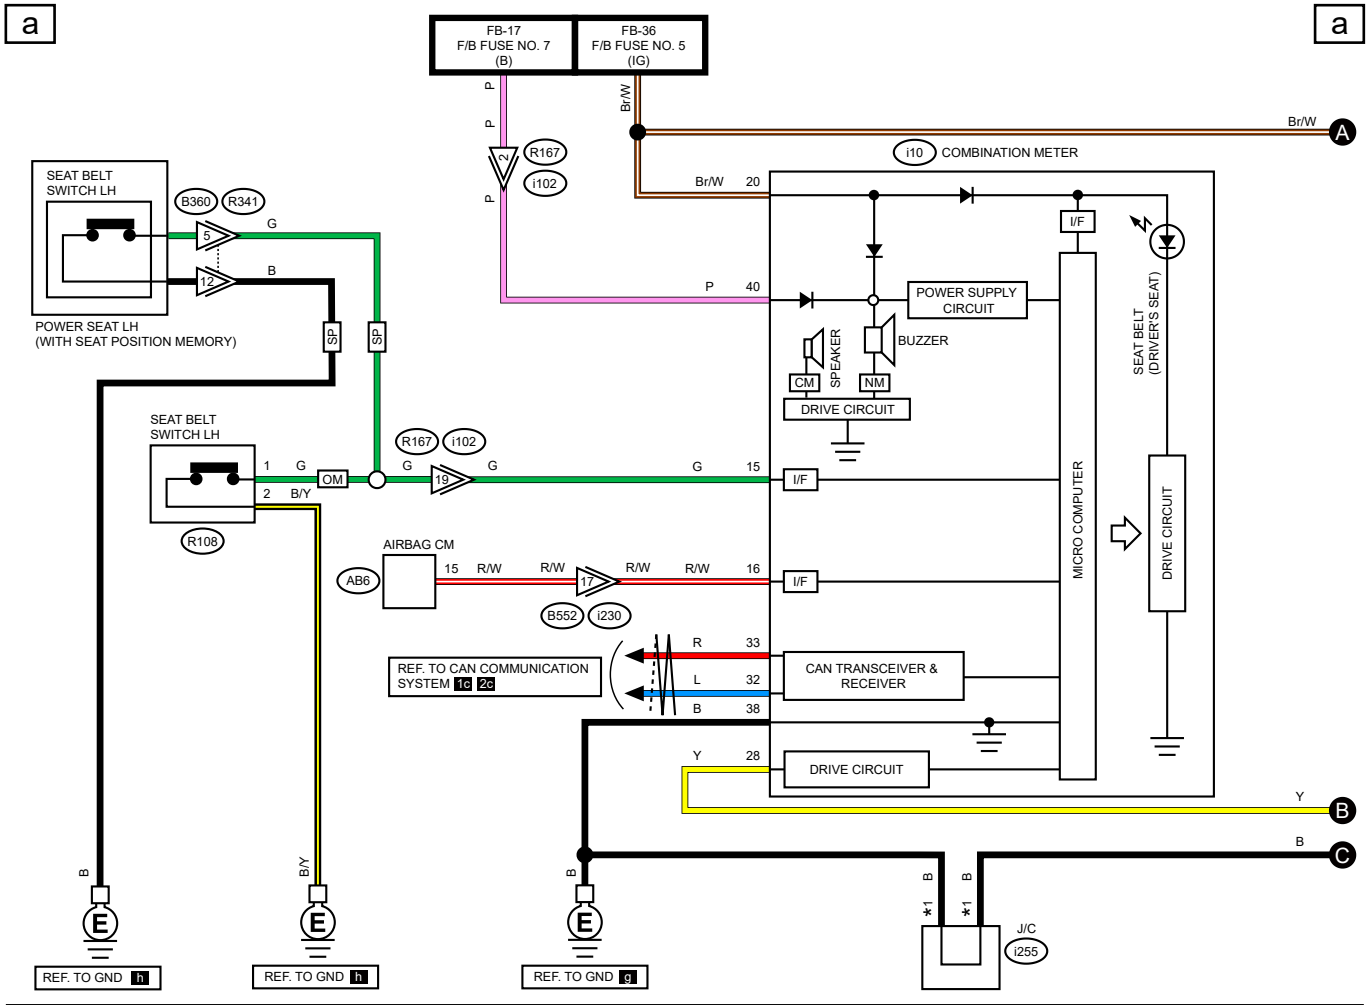 a
a
FB-17
F/B FUSE NO. 7
(B)
FB-36
F/B FUSE NO. 5
(IG)
P
Br/W
P
Br/W
A
2
R167
i102
P
i10 COMBINATION METER
SEAT BELT
SWITCH LH
B360 R341
5
G
12
B
POWER SEAT LH
(WITH SEAT POSITION MEMORY)
SP
SP
Br/W 20
I/F
P 40
POWER SUPPLY
CIRCUIT
SPEAKER
BUZZER
CM
NM
DRIVE CIRCUIT
SEAT BELT
(DRIVER'S SEAT)
SEAT BELT
SWITCH LH
R167 i102
1 G OM G 19 G G 15 I/F
2 B/Y
R108
MICRO COMPUTER
DRIVE CIRCUIT
AIRBAG CM
AB6
15 R/W R/W 17 R/W R/W 16 I/F
B552 i230
REF. TO CAN COMMUNICATION
SYSTEM 1c 2c
R 33
L 32
CAN TRANSCEIVER &
RECEIVER
B 38
Y 28
DRIVE CIRCUIT
Y
B
B
C
B
B/Y
B
B
B
*1
*1
E
E
E
J/C
i255
REF. TO GND h
REF. TO GND h
REF. TO GND g